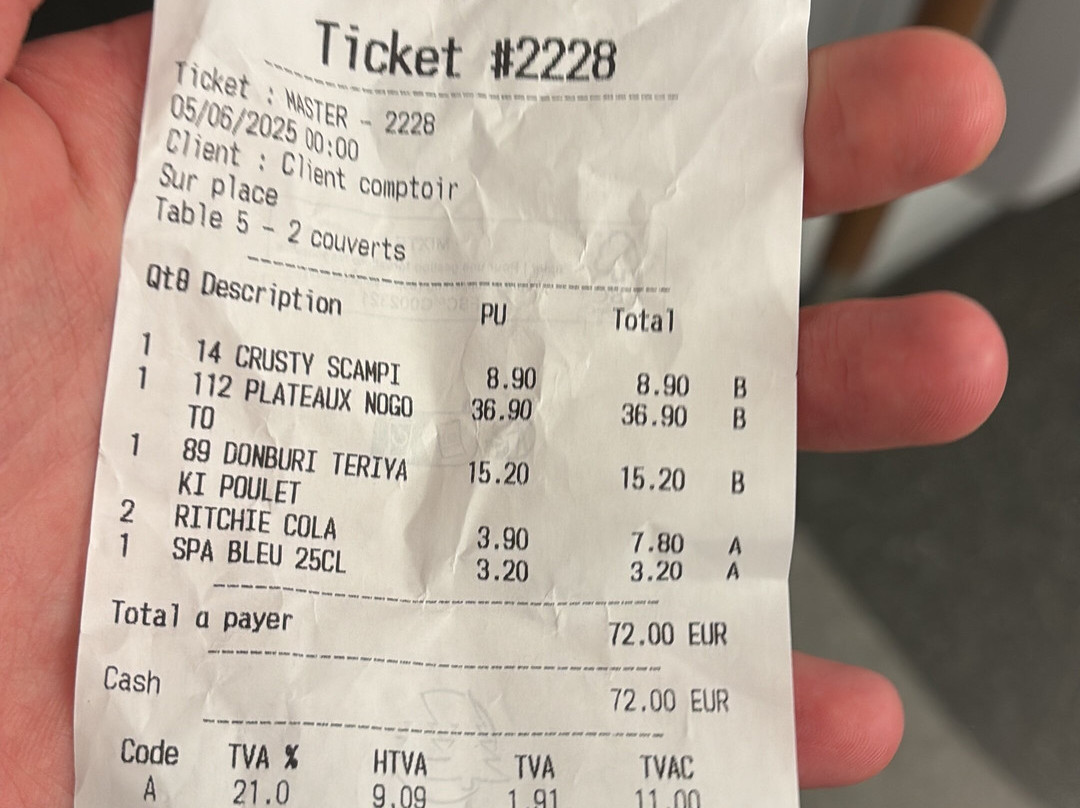 Ticket #2228
Ticket : MASTER - 2228
05/06/2025 00:00
Client : Client comptoir
Sur place
Table 5 - 2 couverts
Qté Description PU Total
1 14 CRUSTY SCAMPI 8.90 8.90 B
1 112 PLATEAUX NOGO 36.90 36.90 B
TO
1 89 DONBURI TERIYA 15.20 15.20 B
KI POULET
2 RITCHIE COLA 3.90 7.80 A
1 SPA BLEU 25CL 3.20 3.20 A
Total a payer 72.00 EUR
Cash 72.00 EUR
Code TVA % HTVA TVA TVAC
A 21.0 9.09 1.91 11.00